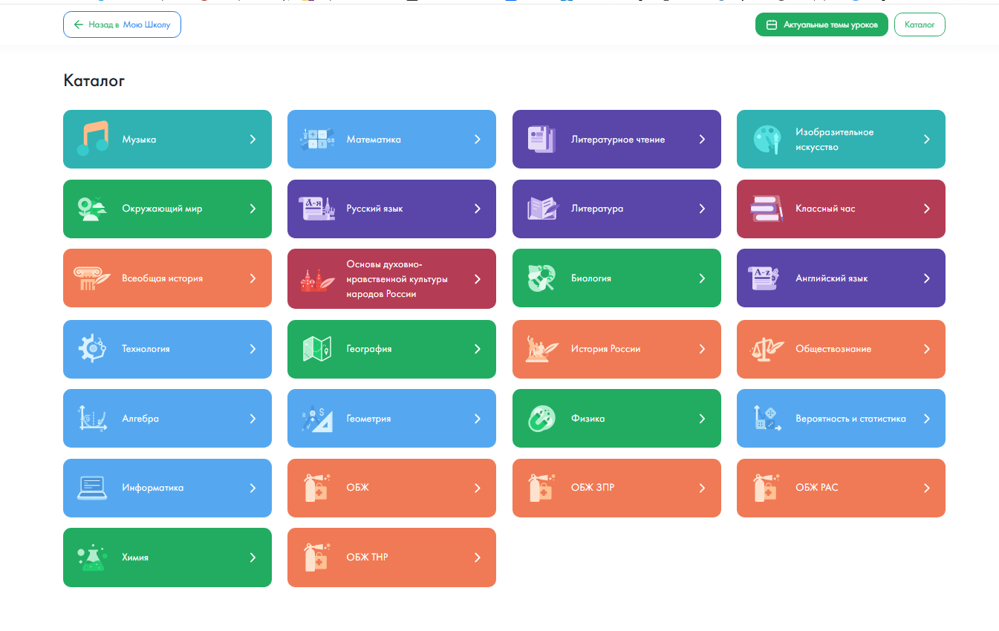 Назад в Мою Школу
Актуальные темы уроков
Каталог
Каталог
Музыка
Математика
Литературное чтение
Изобразительное
искусство
Окружающий мир
А-я
Русский язык
Литература
Классный час
Всеобщая история
Основы духовно-
нравственной культуры
народов России
Биология
A-z
Английский язык
Технология
География
История России
Обществознание
Алгебра
Геометрия
Физика
Вероятность и статистика
Информатика
ОБЖ
ОБЖ ЗПР
ОБЖ РАС
Химия
ОБЖ ТНР